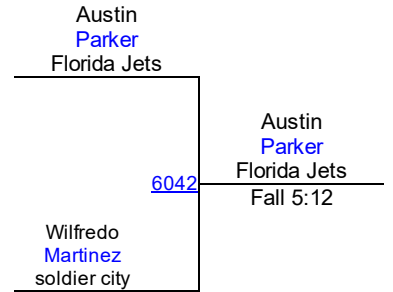 Austin
Parker
Florida Jets
6042
Austin
Parker
Florida Jets
Fall 5:12
Wilfredo
Martinez
soldier city